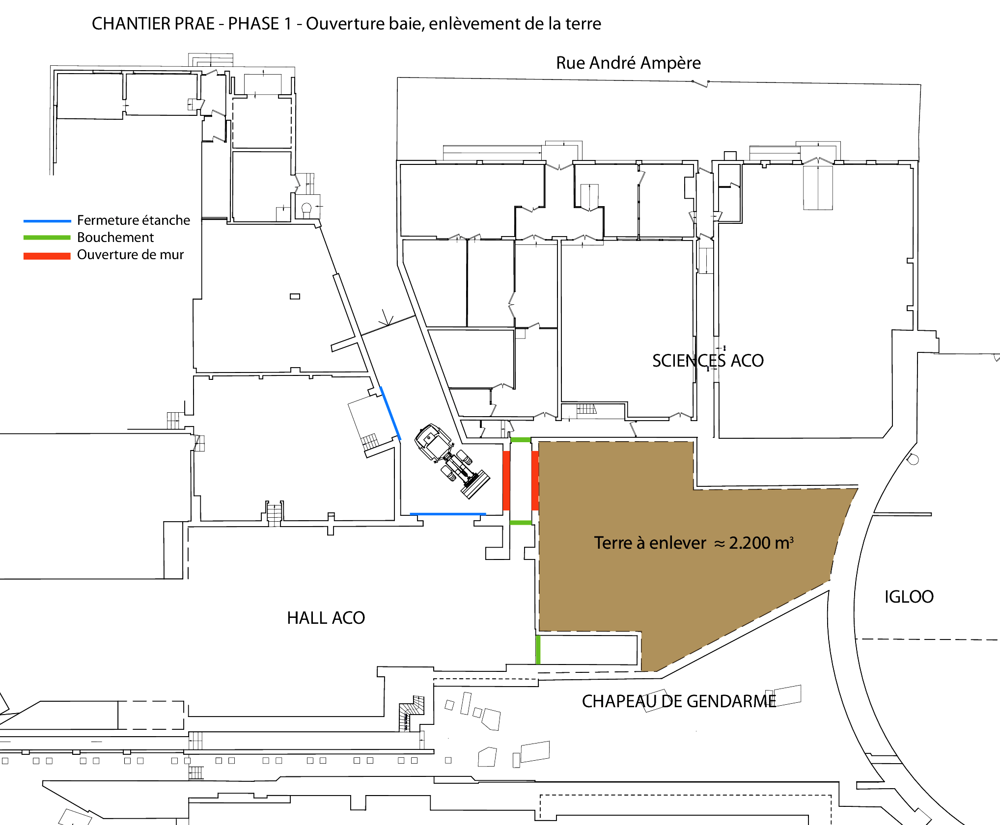 CHANTIER PRAE - PHASE 1 - Ouverture baie, enlèvement de la terre
Rue André Ampère
Fermeture étanche
Bouchement
Ouverture de mur
SCIENCES ACO
Terre à enlever ≈ 2.200 m³
IGLOO
HALL ACO
CHAPEAU DE GENDARME